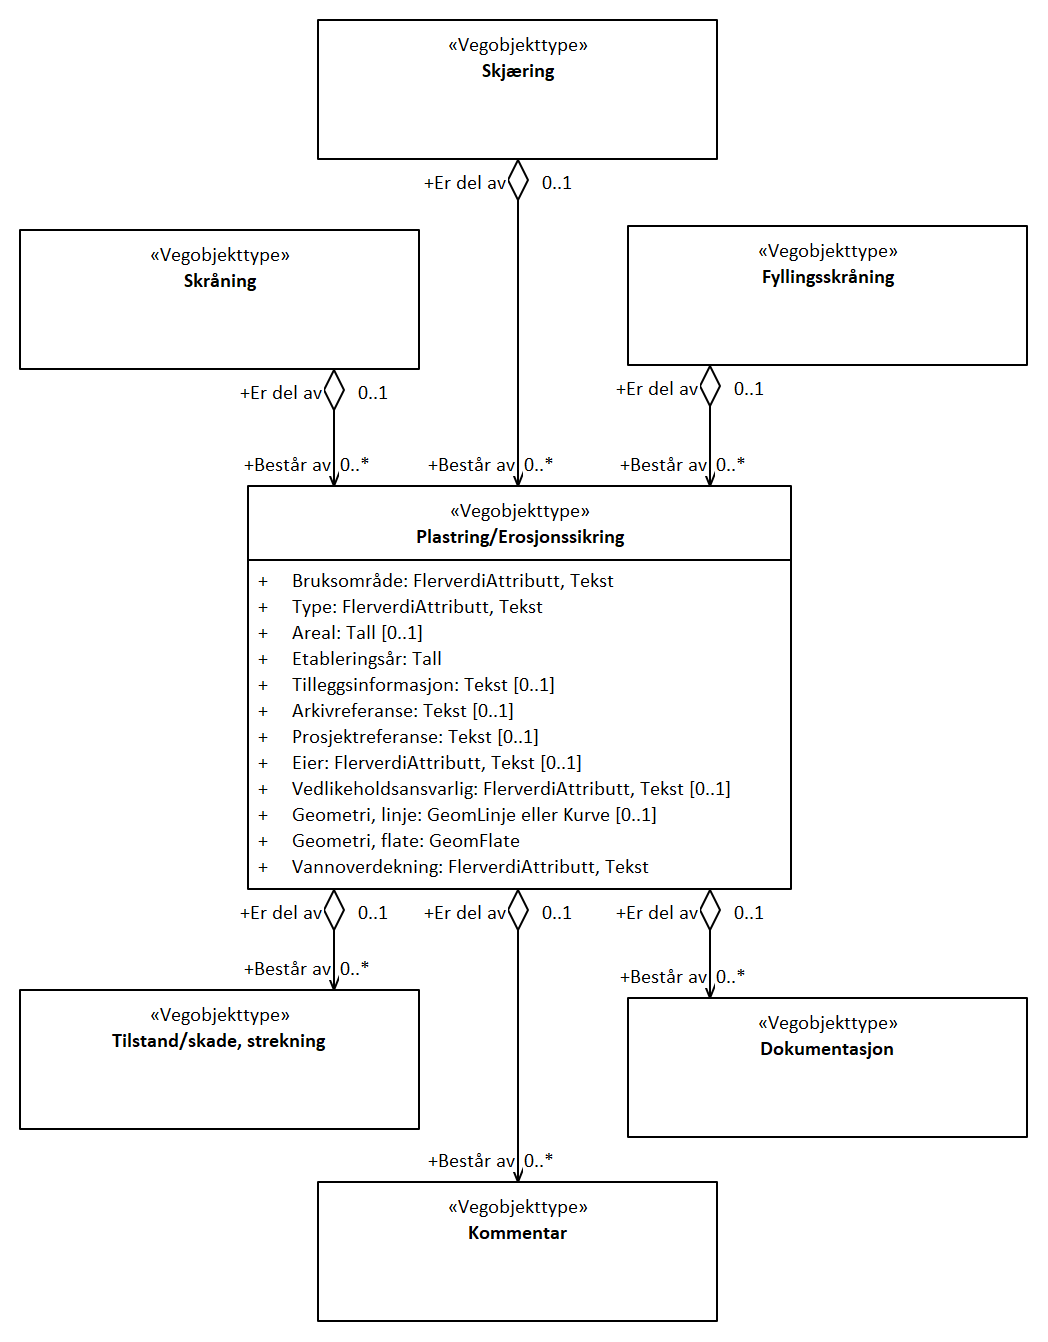 «Vegobjekttype»
Skjæring
+Er del av 0..1
«Vegobjekttype»
Skråning
«Vegobjekttype»
Fyllingsskråning
+Er del av 0..1
+Er del av 0..1
+Består av 0..*
+Består av 0..*
+Består av 0..*
«Vegobjekttype»
Plastring/Erosjonssikring
+ Bruksområde: FlerverdiAttributt, Tekst
+ Type: FlerverdiAttributt, Tekst
+ Areal: Tall [0..1]
+ Etableringsår: Tall
+ Tilleggsinformasjon: Tekst [0..1]
+ Arkivreferanse: Tekst [0..1]
+ Prosjektreferanse: Tekst [0..1]
+ Eier: FlerverdiAttributt, Tekst [0..1]
+ Vedlikeholdsansvarlig: FlerverdiAttributt, Tekst [0..1]
+ Geometri, linje: GeomLinje eller Kurve [0..1]
+ Geometri, flate: GeomFlate
+ Vannoverdekning: FlerverdiAttributt, Tekst
+Er del av 0..1
+Er del av 0..1
+Er del av 0..1
+Består av 0..*
+Består av 0..*
«Vegobjekttype»
Tilstand/skade, strekning
«Vegobjekttype»
Dokumentasjon
+Består av 0..*
«Vegobjekttype»
Kommentar